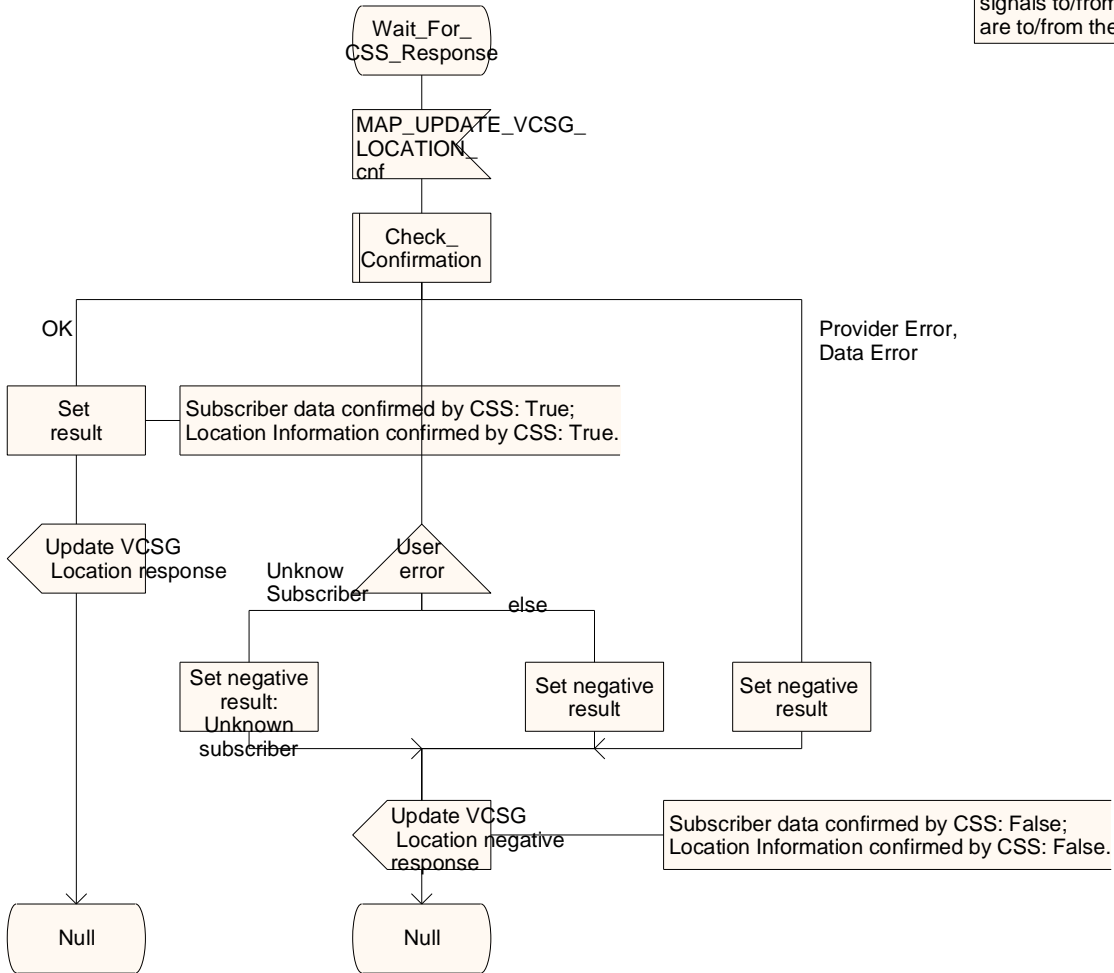 signals to/from
are to/from the
Wait_For_
CSS_Response
MAP_UPDATE_VCSG_
LOCATION_
cnf
Check_
Confirmation
OK
Provider Error,
Data Error
Set
result
Subscriber data confirmed by CSS: True;
Location Information confirmed by CSS: True.
Update VCSG
Location response
User
error
Unknow
Subscriber
else
Set negative
result:
Unknown
subscriber
Set negative
result
Set negative
result
Update VCSG
Location negative
response
Subscriber data confirmed by CSS: False;
Location Information confirmed by CSS: False.
Null
Null